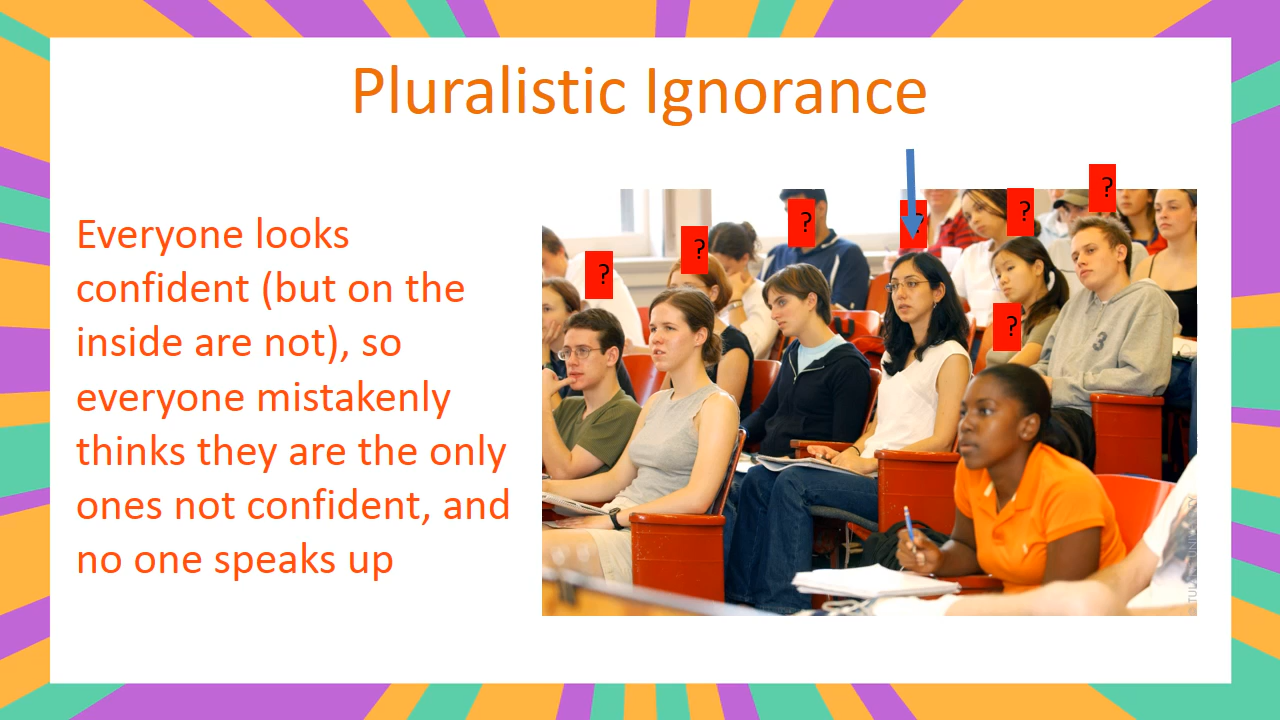 Pluralistic Ignorance
Everyone looks
confident (but on the
inside are not), so
everyone mistakenly
thinks they are the only
ones not confident, and
no one speaks up
?
?
?
?
?
?
?
3